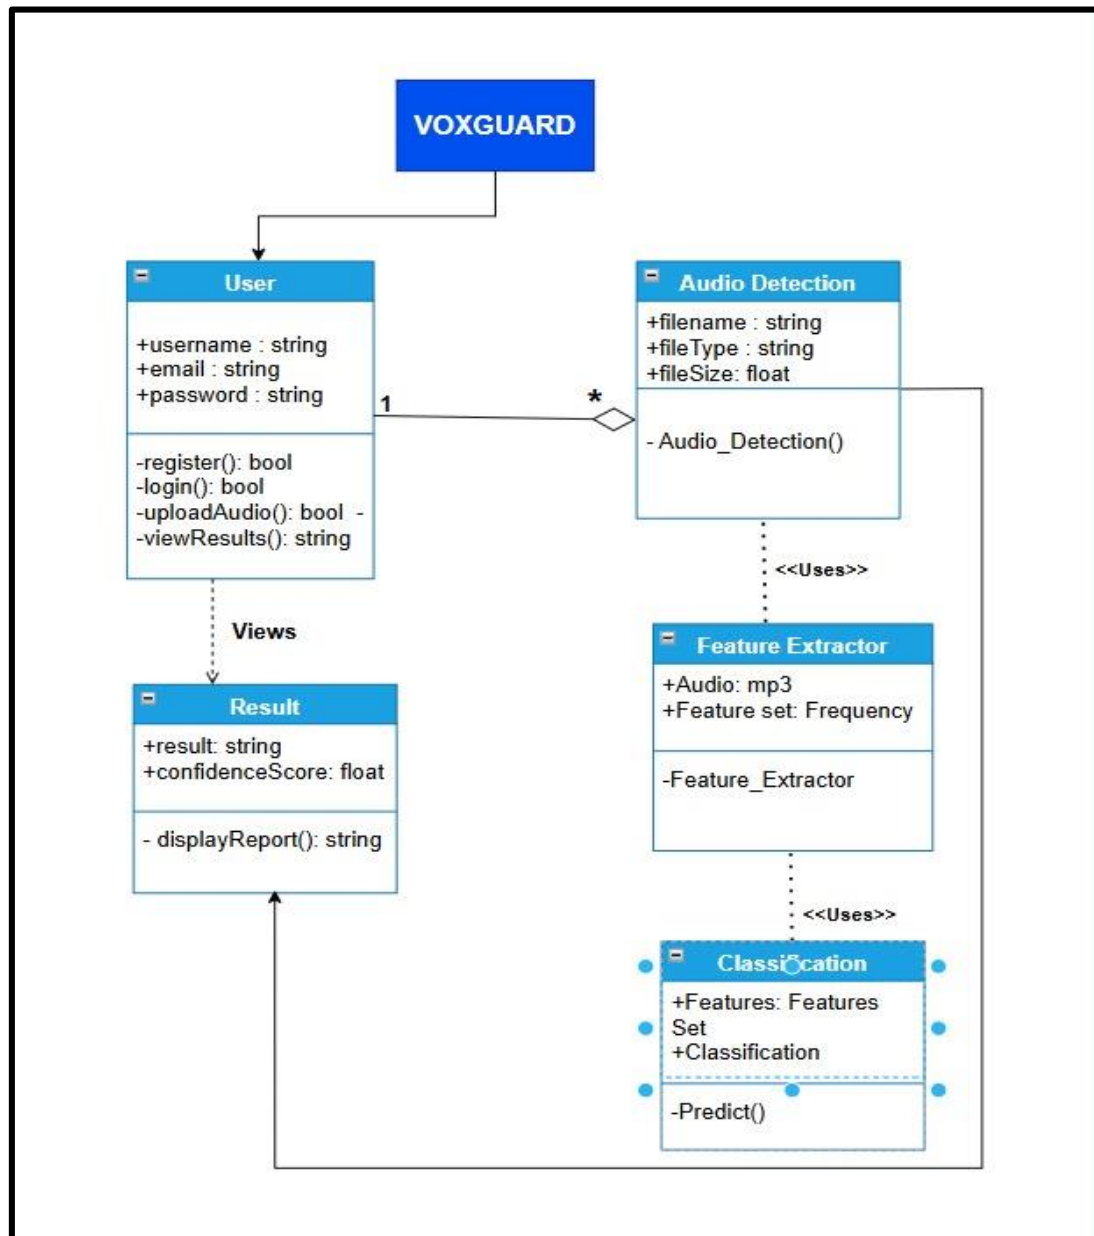 VOXGUARD
User
+username : string
+email : string
+password : string
-register(): bool
-login(): bool
-uploadAudio(): bool  -
-viewResults(): string
1
*
Audio Detection
+filename : string
+fileType : string
+fileSize: float
- Audio_Detection()
<<Uses>>
Views
Feature Extractor
+Audio: mp3
+Feature set: Frequency
-Feature_Extractor
Result
+result: string
+confidenceScore: float
- displayReport(): string
<<Uses>>
Classification
+Features: Features
Set
+Classification
-Predict()